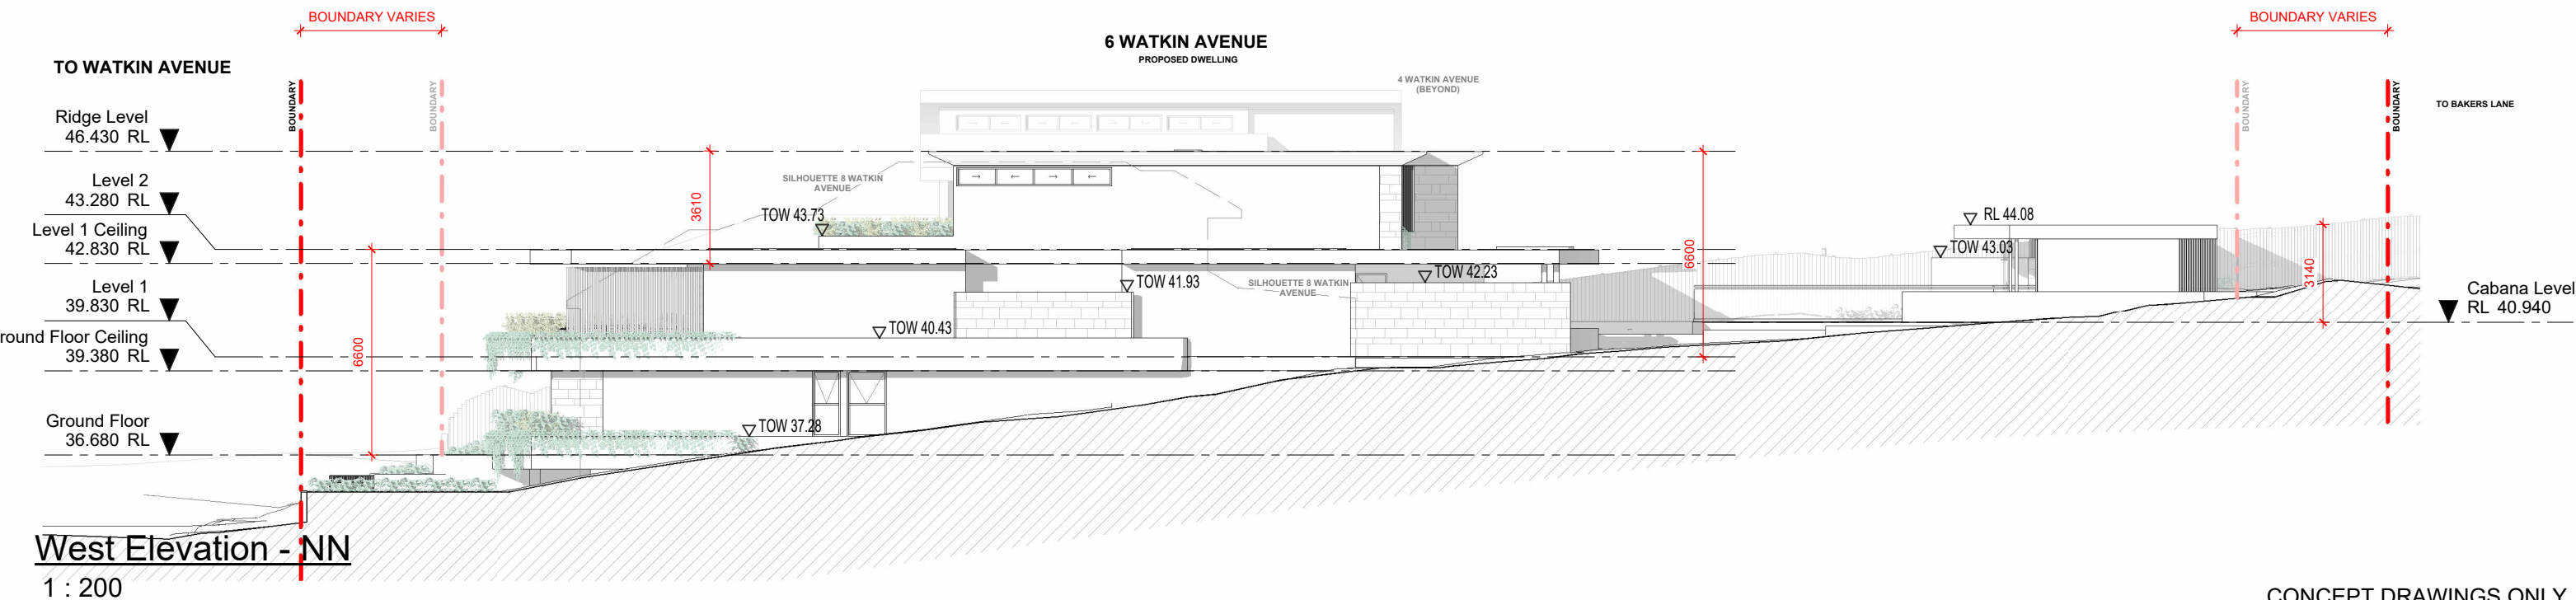 BOUNDARY VARIES
BOUNDARY VARIES
6 WATKIN AVENUE
PROPOSED DWELLING
TO WATKIN AVENUE
4 WATKIN AVENUE
(BEYOND)
BOUNDARY
BOUNDARY
BOUNDARY
BOUNDARY
TO BAKERS LANE
Ridge Level
46.430 RL
Level 2
43.280 RL
Level 1 Ceiling
42.830 RL
Level 1
39.830 RL
round Floor Ceiling
39.380 RL
Ground Floor
36.680 RL
SILHOUETTE 8 WATKIN
AVENUE
3610
TOW 43.73
RL 44.08
TOW 43.03
6600
TOW 42.23
TOW 41.93
SILHOUETTE 8 WATKIN
AVENUE
3140
Cabana Level
RL 40.940
TOW 40.43
6600
TOW 37.28
West Elevation - NN
1 : 200
CONCEPT DRAWINGS ONLY